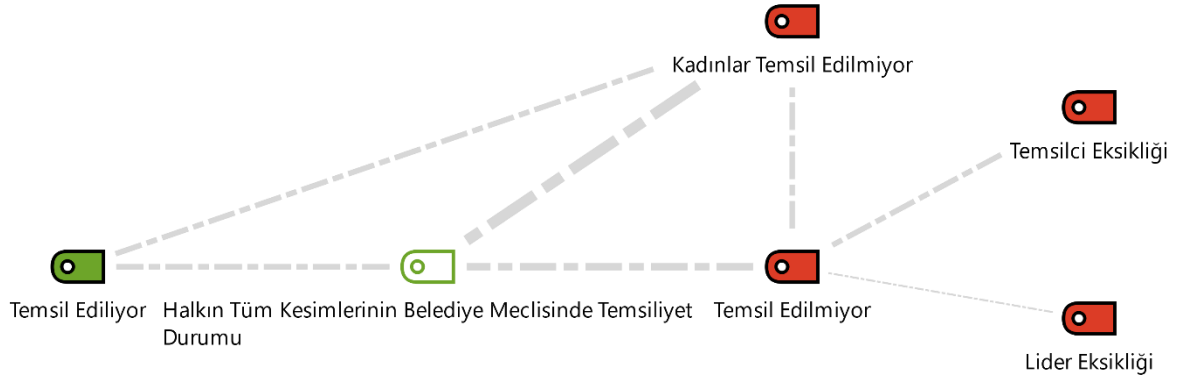 Kadınlar Temsil Edilmiyor
Temsilci Eksikliği
Temsil Ediliyor
Halkın Tüm Kesimlerinin Belediye Meclisinde Temsiliyet
Durumu
Temsil Edilmiyor
Lider Eksikliği